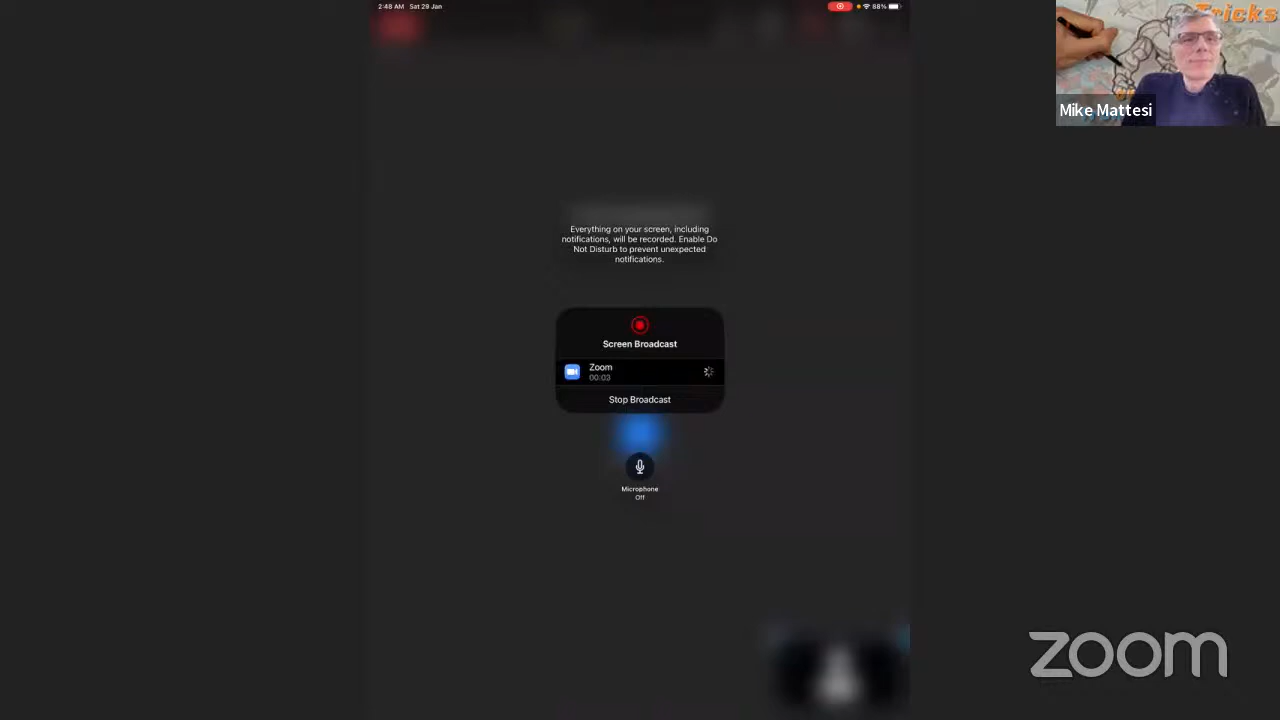 2:48 AM Sat 29 Jan
88%
Tricks
Mike Mattesi
Everything on your screen, including
notifications, will be recorded. Enable Do
Not Disturb to prevent unexpected
notifications.
Screen Broadcast
Zoom
00:03
Stop Broadcast
Microphone
Off
zoom